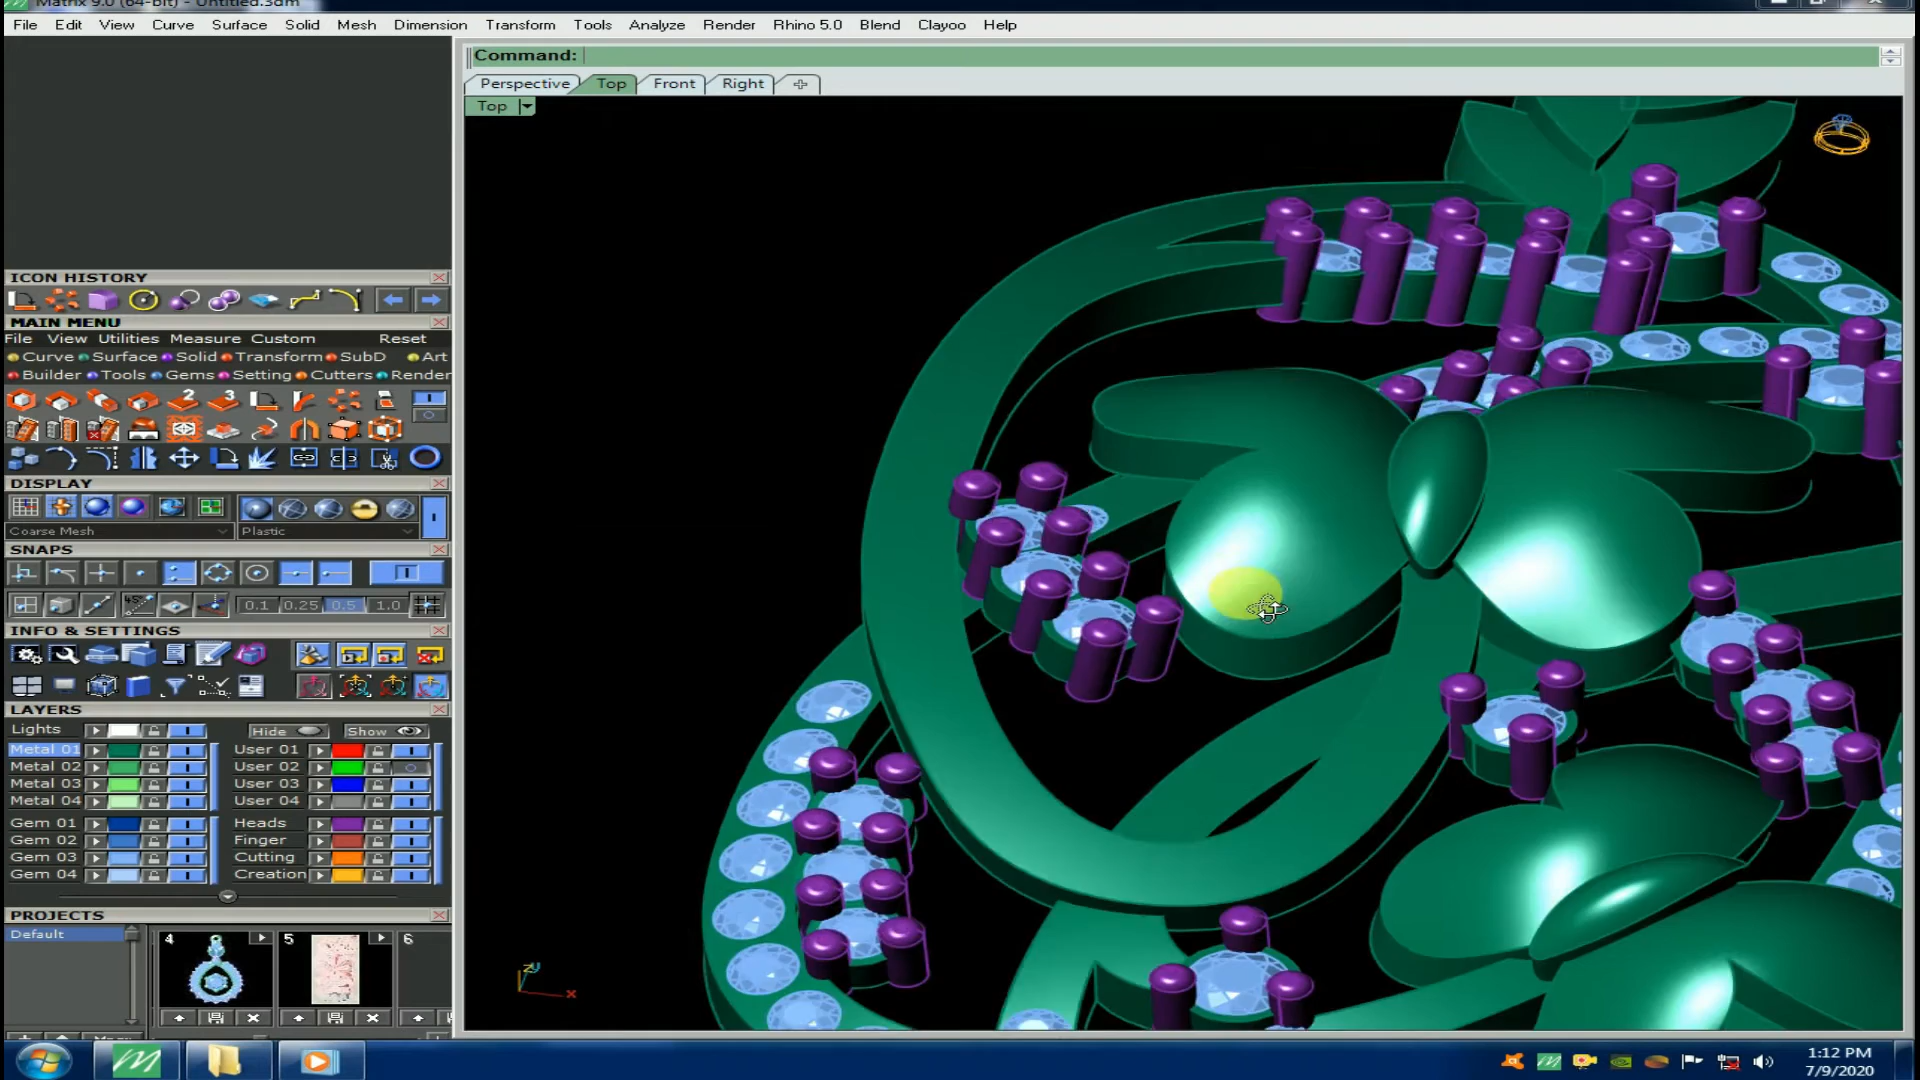 Matrix 9.0 (64-bit) - Untitled.3dm
File Edit View Curve Surface Solid Mesh Dimension Transform Tools Analyze Render Rhino 5.0 Blend Clayoo Help
Command:
Perspective Top Front Right
Top
ICON HISTORY
MAIN MENU
File View Utilities Measure Custom Reset
Curve Surface Solid Transform SubD Art
Builder Tools Gems Setting Cutters Render
2 3
DISPLAY
Coarse Mesh Plastic
SNAPS
45°
0.1 0.25 0.5 1.0
INFO & SETTINGS
LAYERS
Lights Hide Show
Metal 01 User 01
Metal 02 User 02
Metal 03 User 03
Metal 04 User 04
Gem 01 Heads
Gem 02 Finger
Gem 03 Cutting
Gem 04 Creation
PROJECTS
Default 4 5 6
x
1:12 PM
7/9/2020